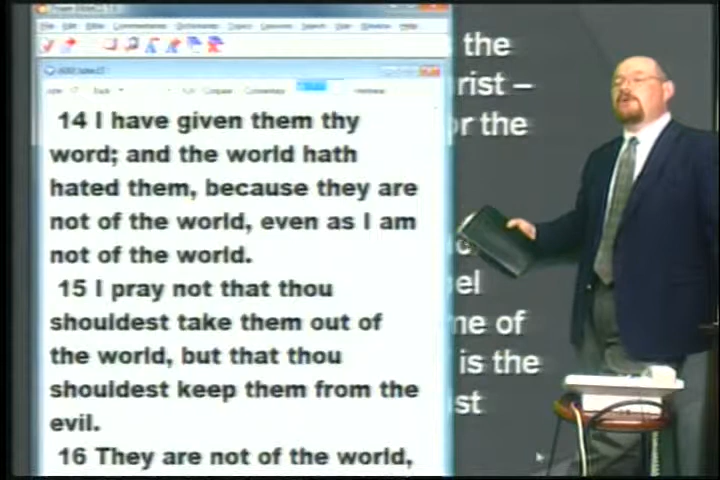 14 I have given them thy
word; and the world hath
hated them, because they are
not of the world, even as I am
not of the world.
15 I pray not that thou
shouldest take them out of
the world, but that thou
shouldest keep them from the
evil.
16 They are not of the world,
the
rist –
or the
el
me of
is the
st